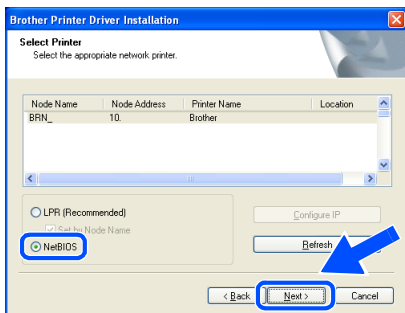 Brother Printer Driver Installation
Select Printer
Select the appropriate network printer.
Node Name Node Address Printer Name Location
BRN_ 10. Brother
LPR (Recommended)
Set by Node Name
Configure IP
NetBIOS
Refresh
< Back Next > Cancel